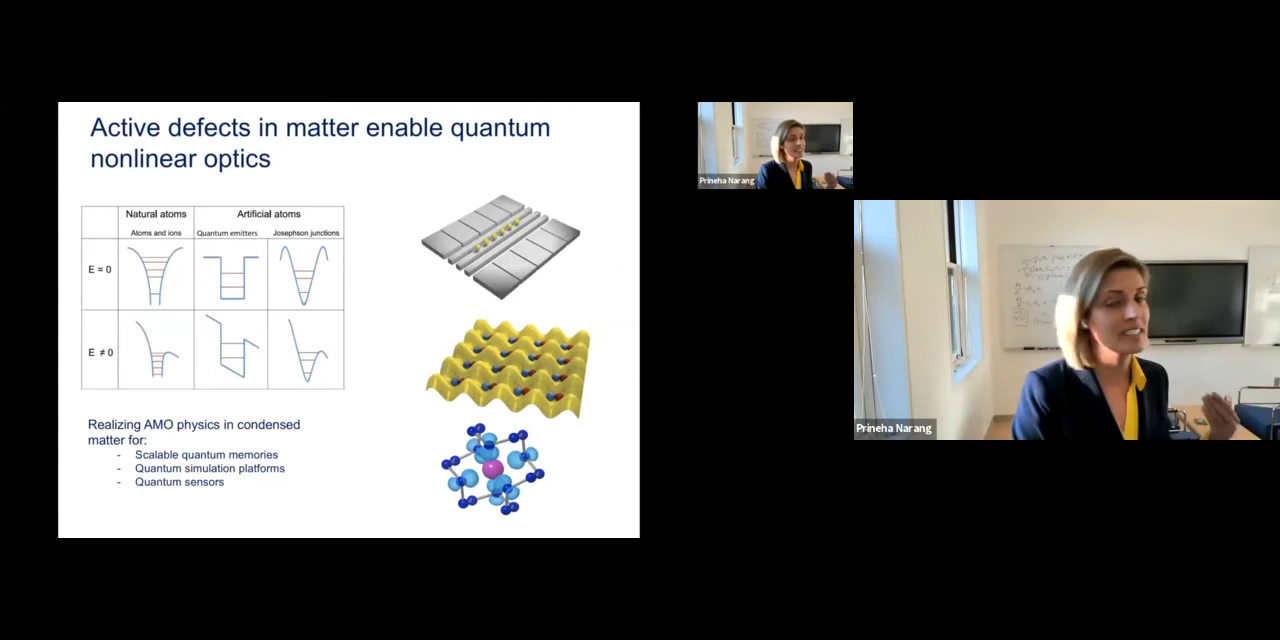 Active defects in matter enable quantum
nonlinear optics
Natural atoms
Artificial atoms
Atoms and ions
Quantum emitters
Josephson junctions
E = 0
E ≠ 0
Realizing AMO physics in condensed
matter for:
- Scalable quantum memories
- Quantum simulation platforms
- Quantum sensors
Prineha Narang
Prineha Narang